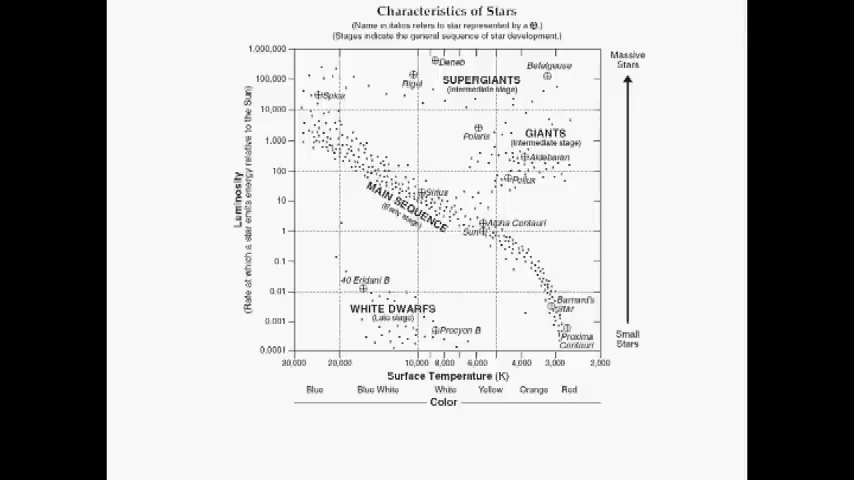 Characteristics of Stars
(Name in italics refers to star represented by a ⊕.)
(Stages indicate the general sequence of star development.)
Luminosity
(Rate at which a star emits energy relative to the Sun)
1,000,000
100,000
10,000
1,000
100
10
1
0.1
0.01
0.001
0.0001
Deneb
Betelgeuse
Rigel
SUPERGIANTS
(Intermediate stage)
Spica
Polaris
GIANTS
(Intermediate stage)
Aldebaran
Pollux
Sirius
MAIN SEQUENCE
(Early stage)
Alpha Centauri
Sun
40 Eridani B
Barnard's
Star
WHITE DWARFS
(Late stage)
Procyon B
Proxima
Centauri
Massive
Stars
Small
Stars
30,000 20,000 10,000 8,000 6,000 4,000 3,000 2,000
Surface Temperature (K)
Blue Blue White White Yellow Orange Red
Color